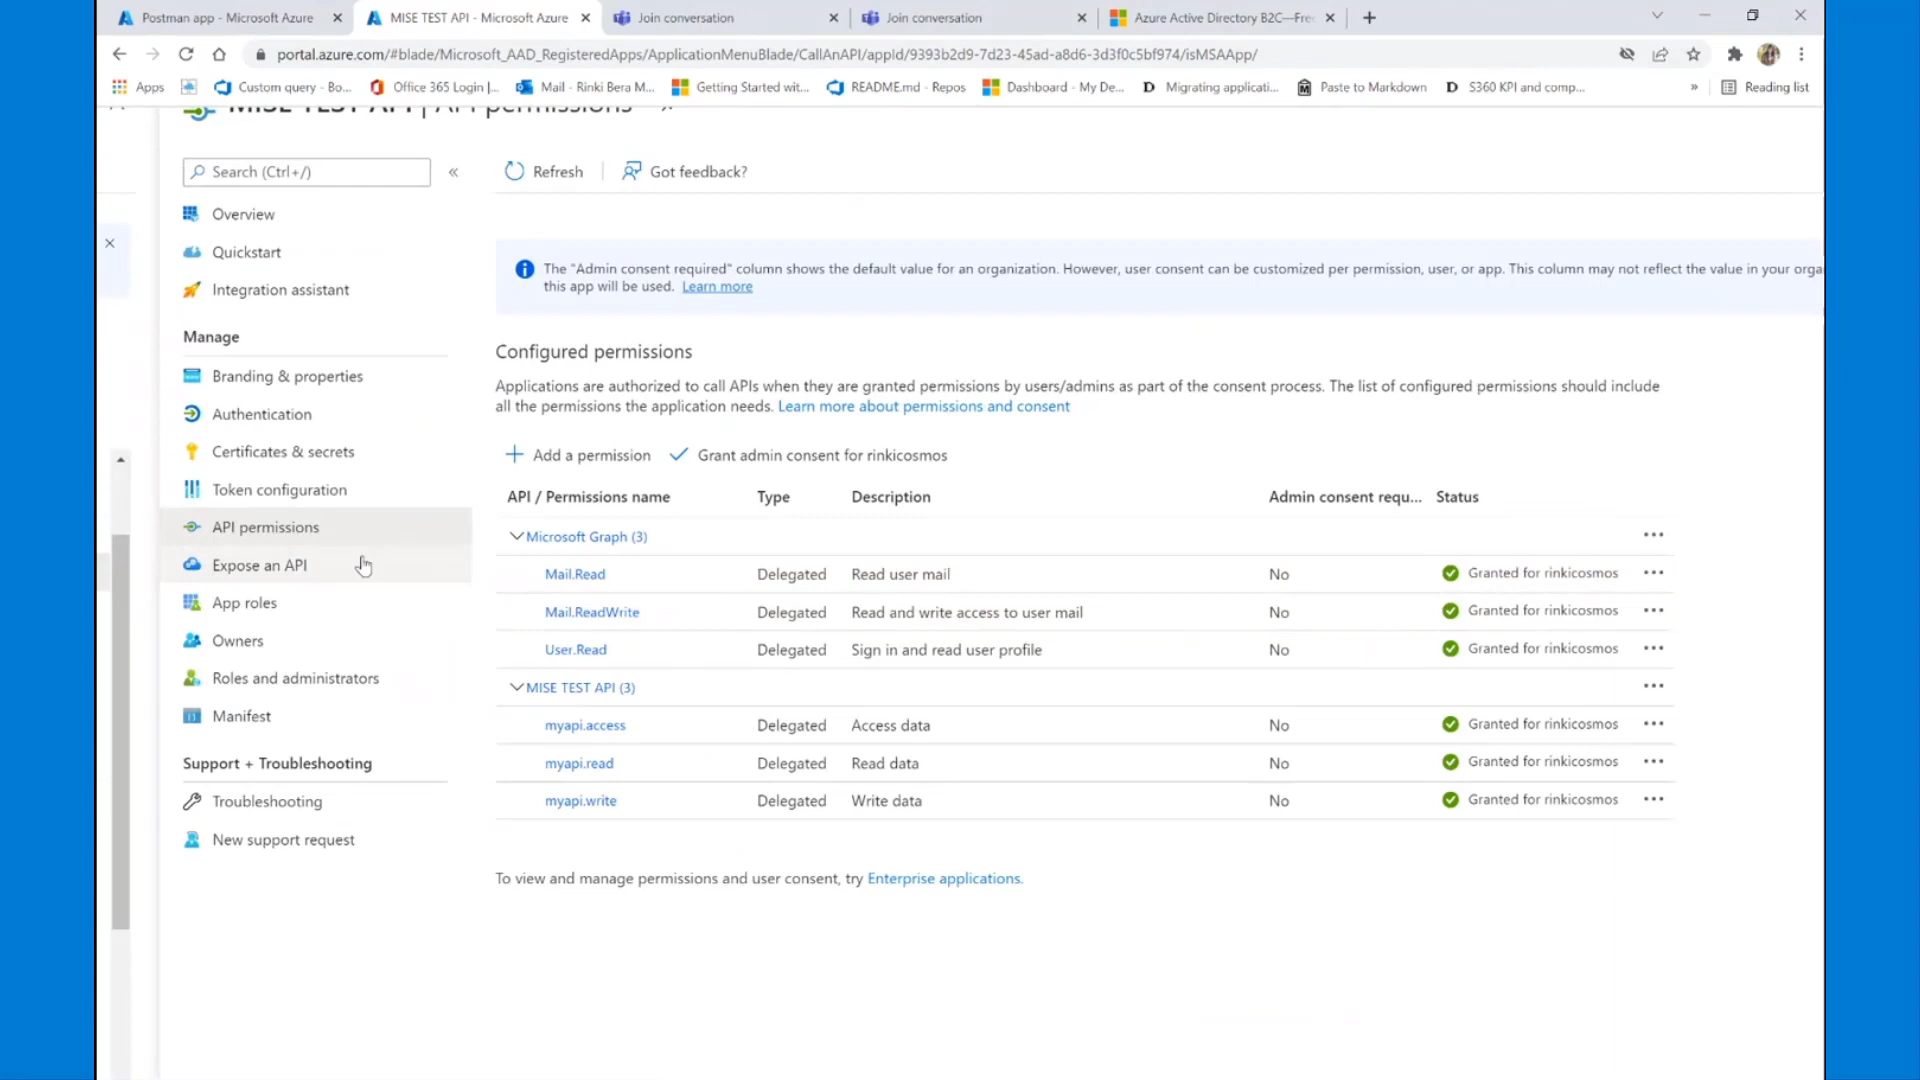 Postman app - Microsoft Azure
MISE TEST API - Microsoft Azure
Join conversation
Join conversation
Azure Active Directory B2C—Fre
portal.azure.com/#blade/Microsoft_AAD_RegisteredApps/ApplicationMenuBlade/CallAnAPI/appId/9393b2d9-7d23-45ad-a8d6-3d3f0c5bf974/isMSAApp/
Apps
Custom query - Bo...
Office 365 Login |...
Mail - Rinki Bera M...
Getting Started wit...
README.md - Repos
Dashboard - My De...
Migrating applicati...
Paste to Markdown
S360 KPI and comp...
»
Reading list
MISE TEST API | API permissions
Search (Ctrl+/)
«
Refresh
Got feedback?
Overview
Quickstart
Integration assistant
Manage
Branding & properties
Authentication
Certificates & secrets
Token configuration
API permissions
Expose an API
App roles
Owners
Roles and administrators
Manifest
Support + Troubleshooting
Troubleshooting
New support request
The "Admin consent required" column shows the default value for an organization. However, user consent can be customized per permission, user, or app. This column may not reflect the value in your orga
this app will be used. Learn more
Configured permissions
Applications are authorized to call APIs when they are granted permissions by users/admins as part of the consent process. The list of configured permissions should include
all the permissions the application needs. Learn more about permissions and consent
Add a permission
Grant admin consent for rinkicosmos
API / Permissions name Type Description Admin consent requ... Status
Microsoft Graph (3) ...
Mail.Read Delegated Read user mail No Granted for rinkicosmos ...
Mail.ReadWrite Delegated Read and write access to user mail No Granted for rinkicosmos ...
User.Read Delegated Sign in and read user profile No Granted for rinkicosmos ...
MISE TEST API (3) ...
myapi.access Delegated Access data No Granted for rinkicosmos ...
myapi.read Delegated Read data No Granted for rinkicosmos ...
myapi.write Delegated Write data No Granted for rinkicosmos ...
To view and manage permissions and user consent, try Enterprise applications.